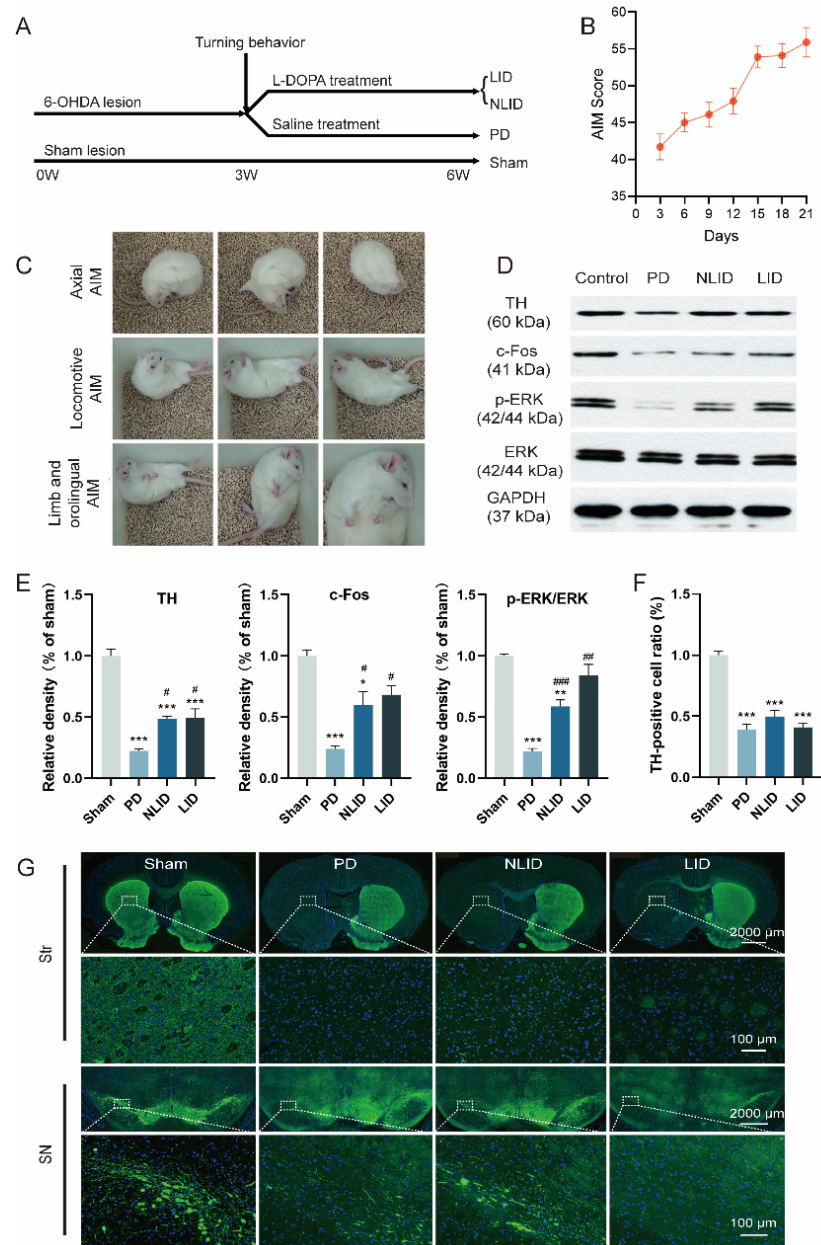 A
Turning behavior
L-DOPA treatment
LID
NLID
6-OHDA lesion
Saline treatment
PD
Sham lesion
Sham
0W 3W 6W
B
AIM Score
60
55
50
45
40
35
0 3 6 9 12 15 18 21
Days
C
Axial
AIM
Locomotive
AIM
Limb and
orolingual
AIM
D
Control PD NLID LID
TH
(60 kDa)
c-Fos
(41 kDa)
p-ERK
(42/44 kDa)
ERK
(42/44 kDa)
GAPDH
(37 kDa)
E
TH
Relative density (% of sham)
1.5
1.0
0.5
0.0
***
#
***
#
***
Sham PD NLID LID
c-Fos
Relative density (% of sham)
1.5
1.0
0.5
0.0
***
#
*
#
Sham PD NLID LID
p-ERK/ERK
Relative density (% of sham)
1.5
1.0
0.5
0.0
***
###
**
##
Sham PD NLID LID
F
TH-positive cell ratio (%)
1.5
1.0
0.5
0.0
*** *** ***
Sham PD NLID LID
G
Sham PD NLID LID
Str
2000 μm
100 μm
SN
2000 μm
100 μm